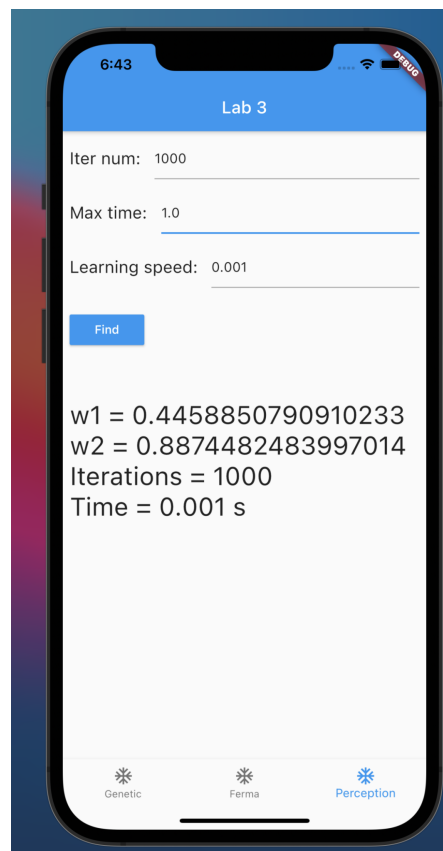 6:43
DEBUG
Lab 3
Iter num: 1000
Max time: 1.0
Learning speed: 0.001
Find
w1 = 0.4458850790910233
w2 = 0.8874482483997014
Iterations = 1000
Time = 0.001 s
Genetic Ferma Perception